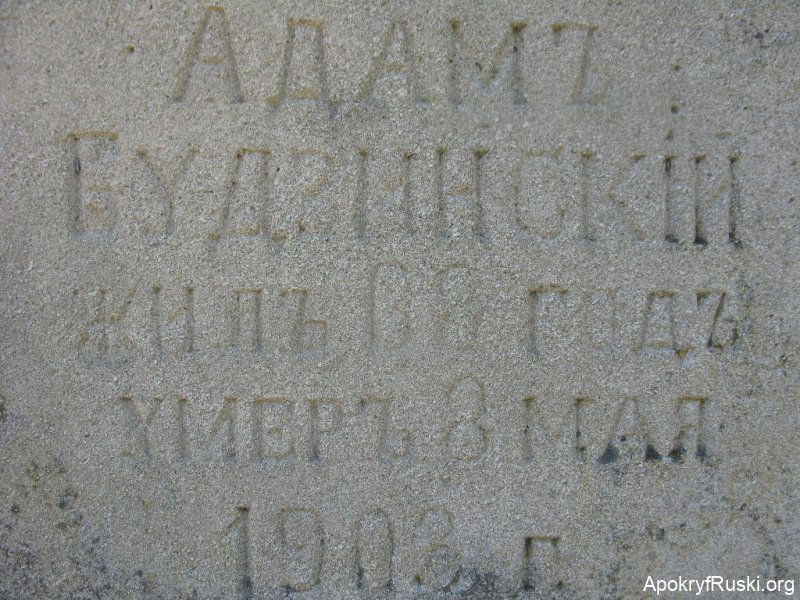 АДАМЪ
БУДЗИНСКІЙ
ЖИЛЪ 68 ГОДЪ
УМЕРЪ 8 МАЯ
1903 г.
ApokryfRuski.org